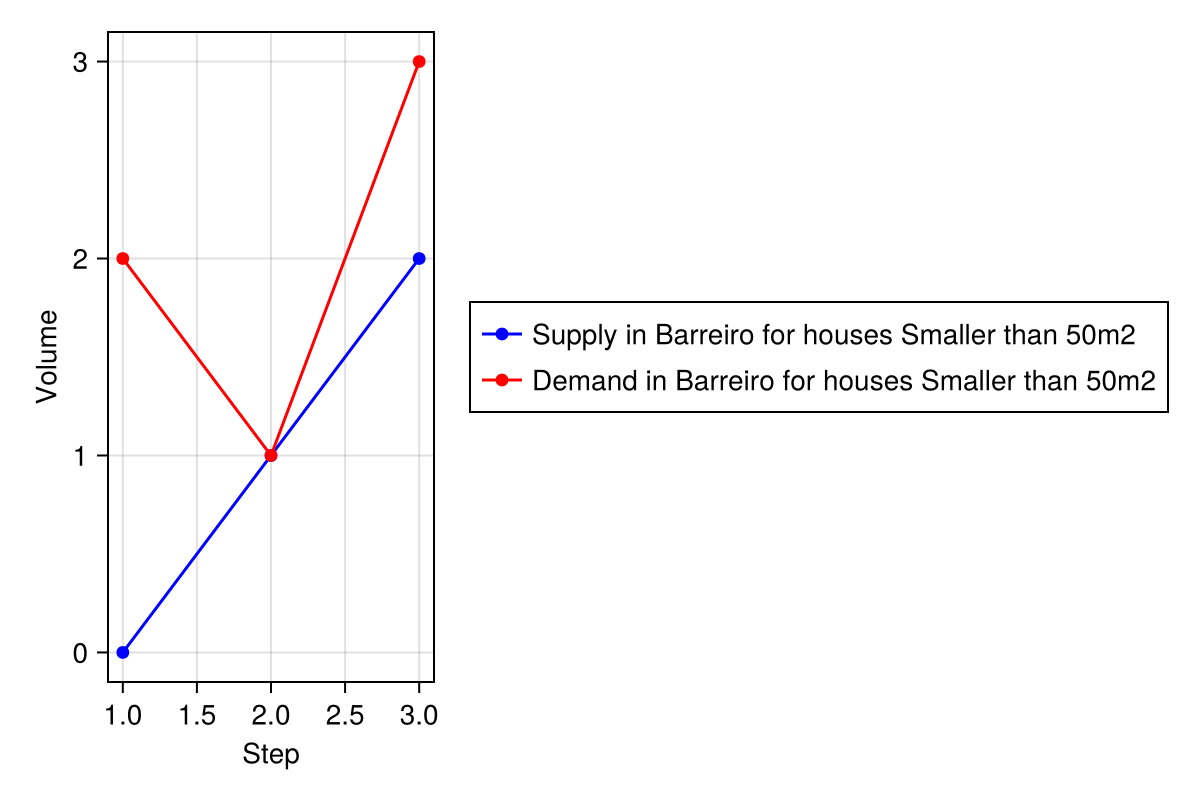 3
2
1
0
Volume
1.0 1.5 2.0 2.5 3.0
Step
Supply in Barreiro for houses Smaller than 50m2
Demand in Barreiro for houses Smaller than 50m2